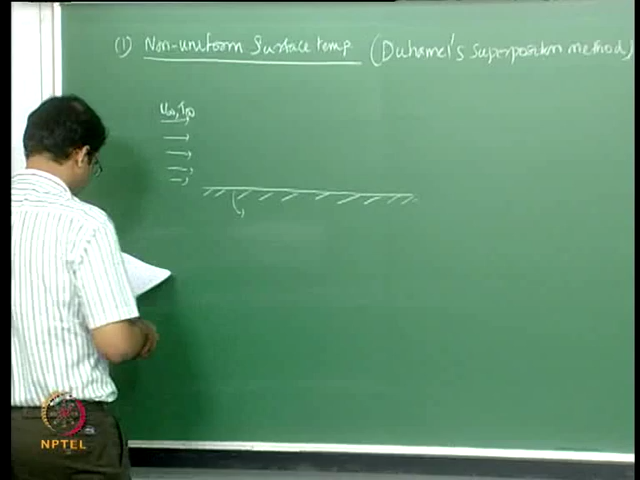 (1) Non-uniform Surface temp (Duhamel's superposition method)
U∞, T∞
NPTEL